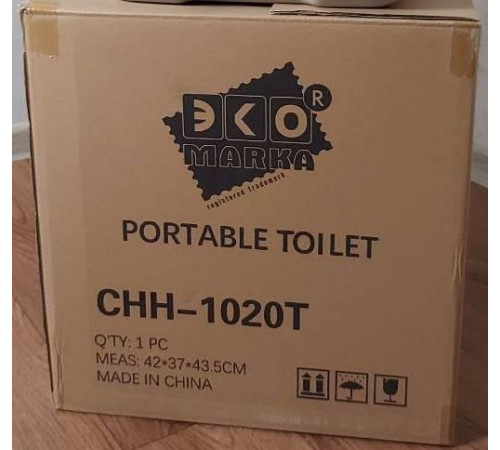 ЭКО®
MARKA
registered trademark
PORTABLE TOILET
CHH-1020T
Q'TY: 1 PC
MEAS: 42*37*43.5CM
MADE IN CHINA